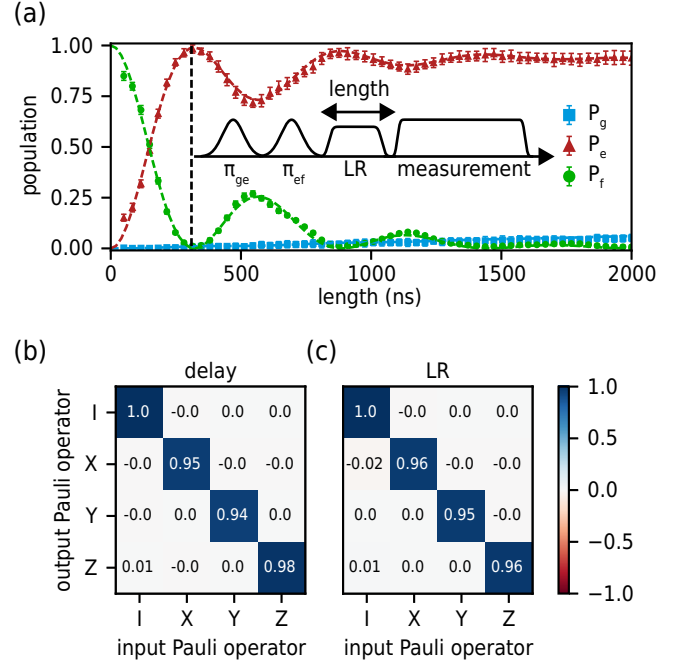 (a)
population
1.00
0.75
0.50
0.25
0.00
length
π_ge
π_ef
LR
measurement
P_g
P_e
P_f
0
500
1000
1500
2000
length (ns)
(b)
delay
output Pauli operator
I 1.0 -0.0 0.0 0.0
X -0.0 0.95 -0.0 -0.0
Y -0.0 0.0 0.94 0.0
Z 0.01 -0.0 0.0 0.98
I X Y Z
input Pauli operator
(c)
LR
1.0 -0.0 0.0 0.0
-0.02 0.96 -0.0 -0.0
0.0 0.0 0.95 -0.0
0.01 0.0 0.0 0.96
I X Y Z
input Pauli operator
1.0
0.5
0.0
−0.5
−1.0